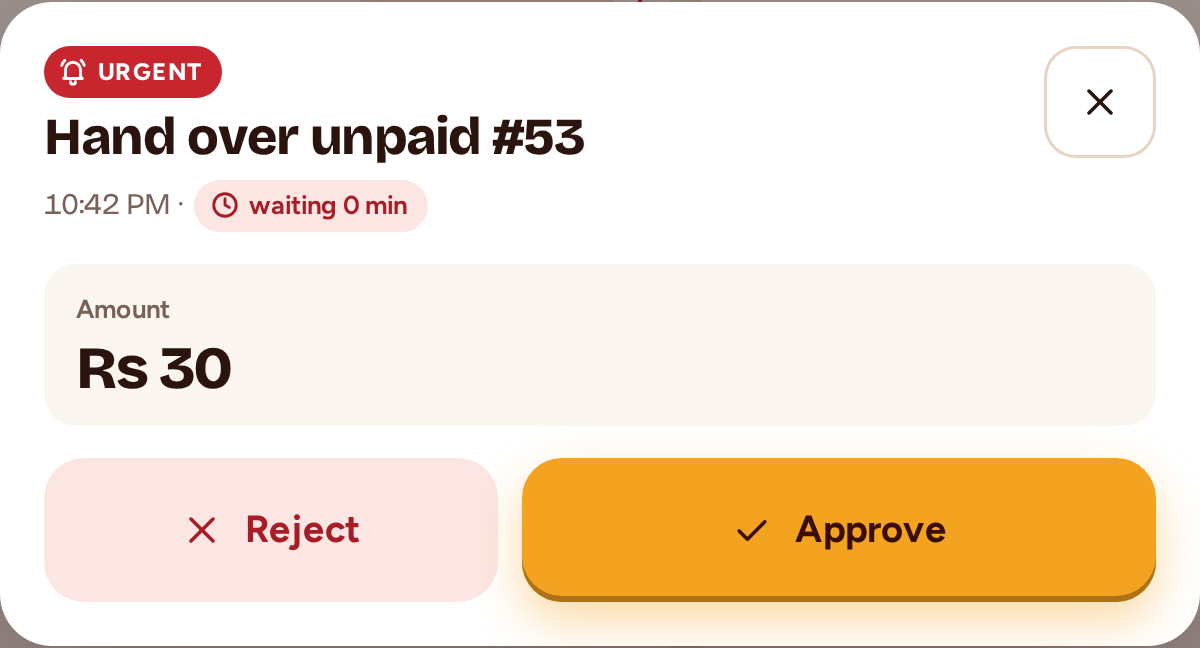 URGENT
Hand over unpaid #53
10:42 PM · waiting 0 min
Amount
Rs 30
Reject
Approve